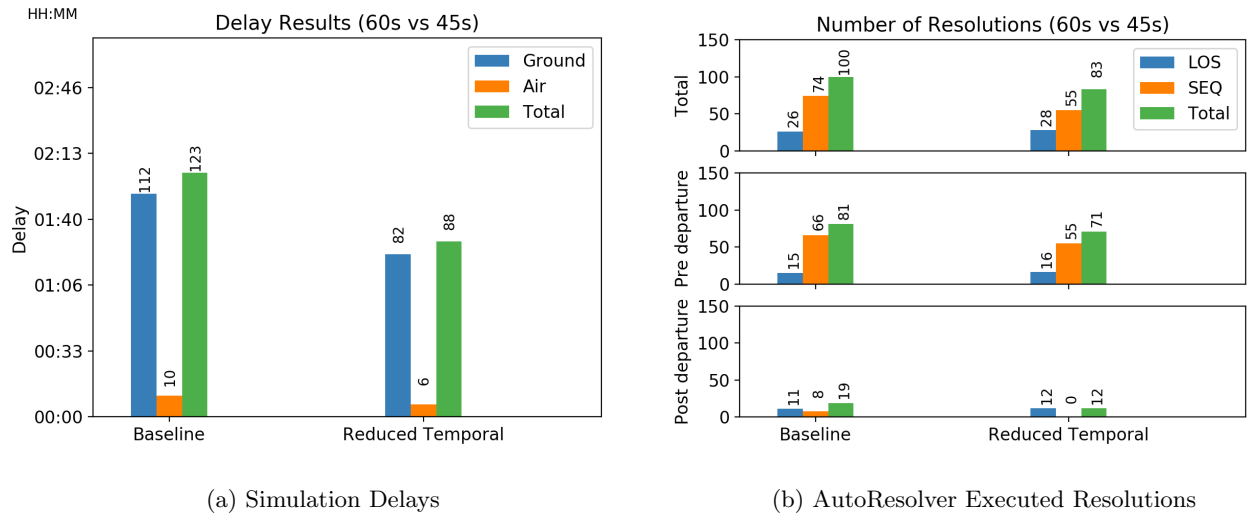 HH:MM
Delay Results (60s vs 45s)
Delay
02:46
02:13
01:40
01:06
00:33
00:00
Ground
Air
Total
112
10
123
82
6
88
Baseline
Reduced Temporal
(a) Simulation Delays
Number of Resolutions (60s vs 45s)
Total
150
100
50
0
LOS
SEQ
Total
26
74
100
28
55
83
Pre departure
150
100
50
0
15
66
81
16
55
71
Post departure
150
100
50
0
11
8
19
12
0
12
Baseline
Reduced Temporal
(b) AutoResolver Executed Resolutions